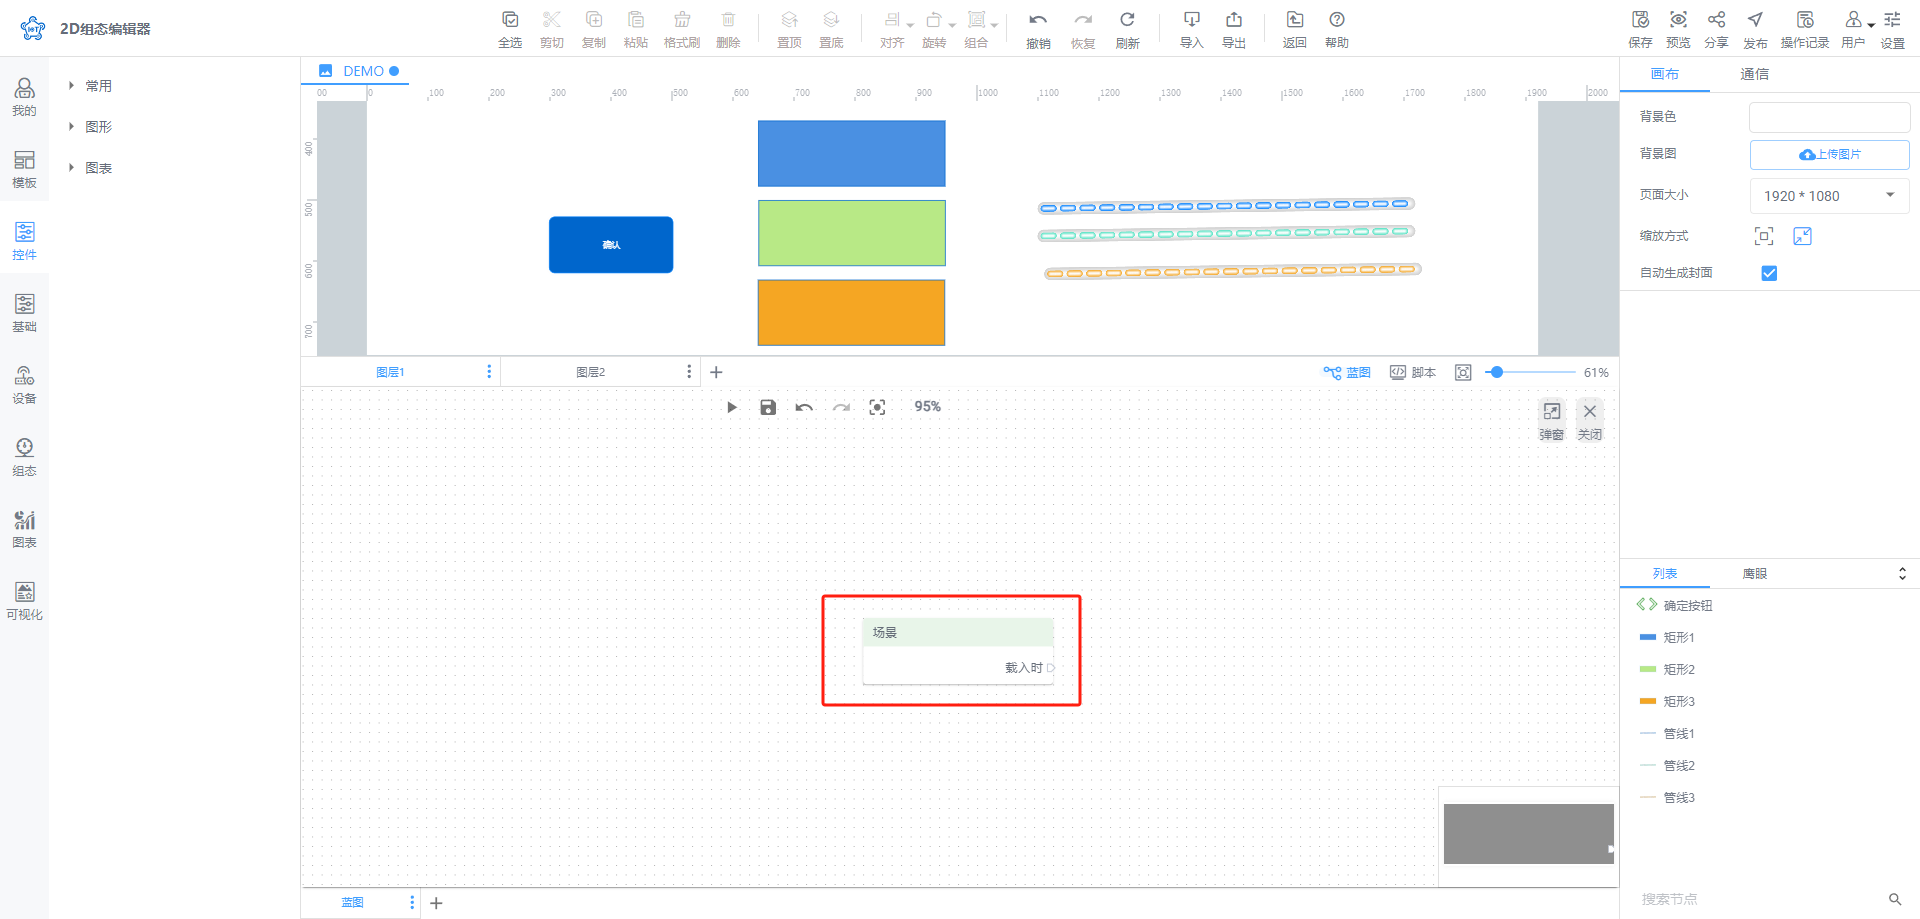 2D组态编辑器
全选 剪切 复制 粘贴 格式刷 删除 置顶 置底 对齐 旋转 组合 撤销 恢复 刷新 导入 导出 返回 帮助
保存 预览 分享 发布 操作记录 用户 设置
我的
模板
控件
基础
设备
组态
图表
可视化
常用
图形
图表
DEMO
00 0 100 200 300 400 500 600 700 800 900 1000 1100 1200 1300 1400 1500 1600 1700 1800 1900 2000
400
500
600
700
确认
图层1 图层2
蓝图 脚本 61%
95%
弹窗 关闭
场景
载入时
蓝图
画布 通信
背景色
背景图 上传图片
页面大小 1920 * 1080
缩放方式
自动生成封面
列表 鹰眼
确定按钮
矩形1
矩形2
矩形3
管线1
管线2
管线3
搜索节点